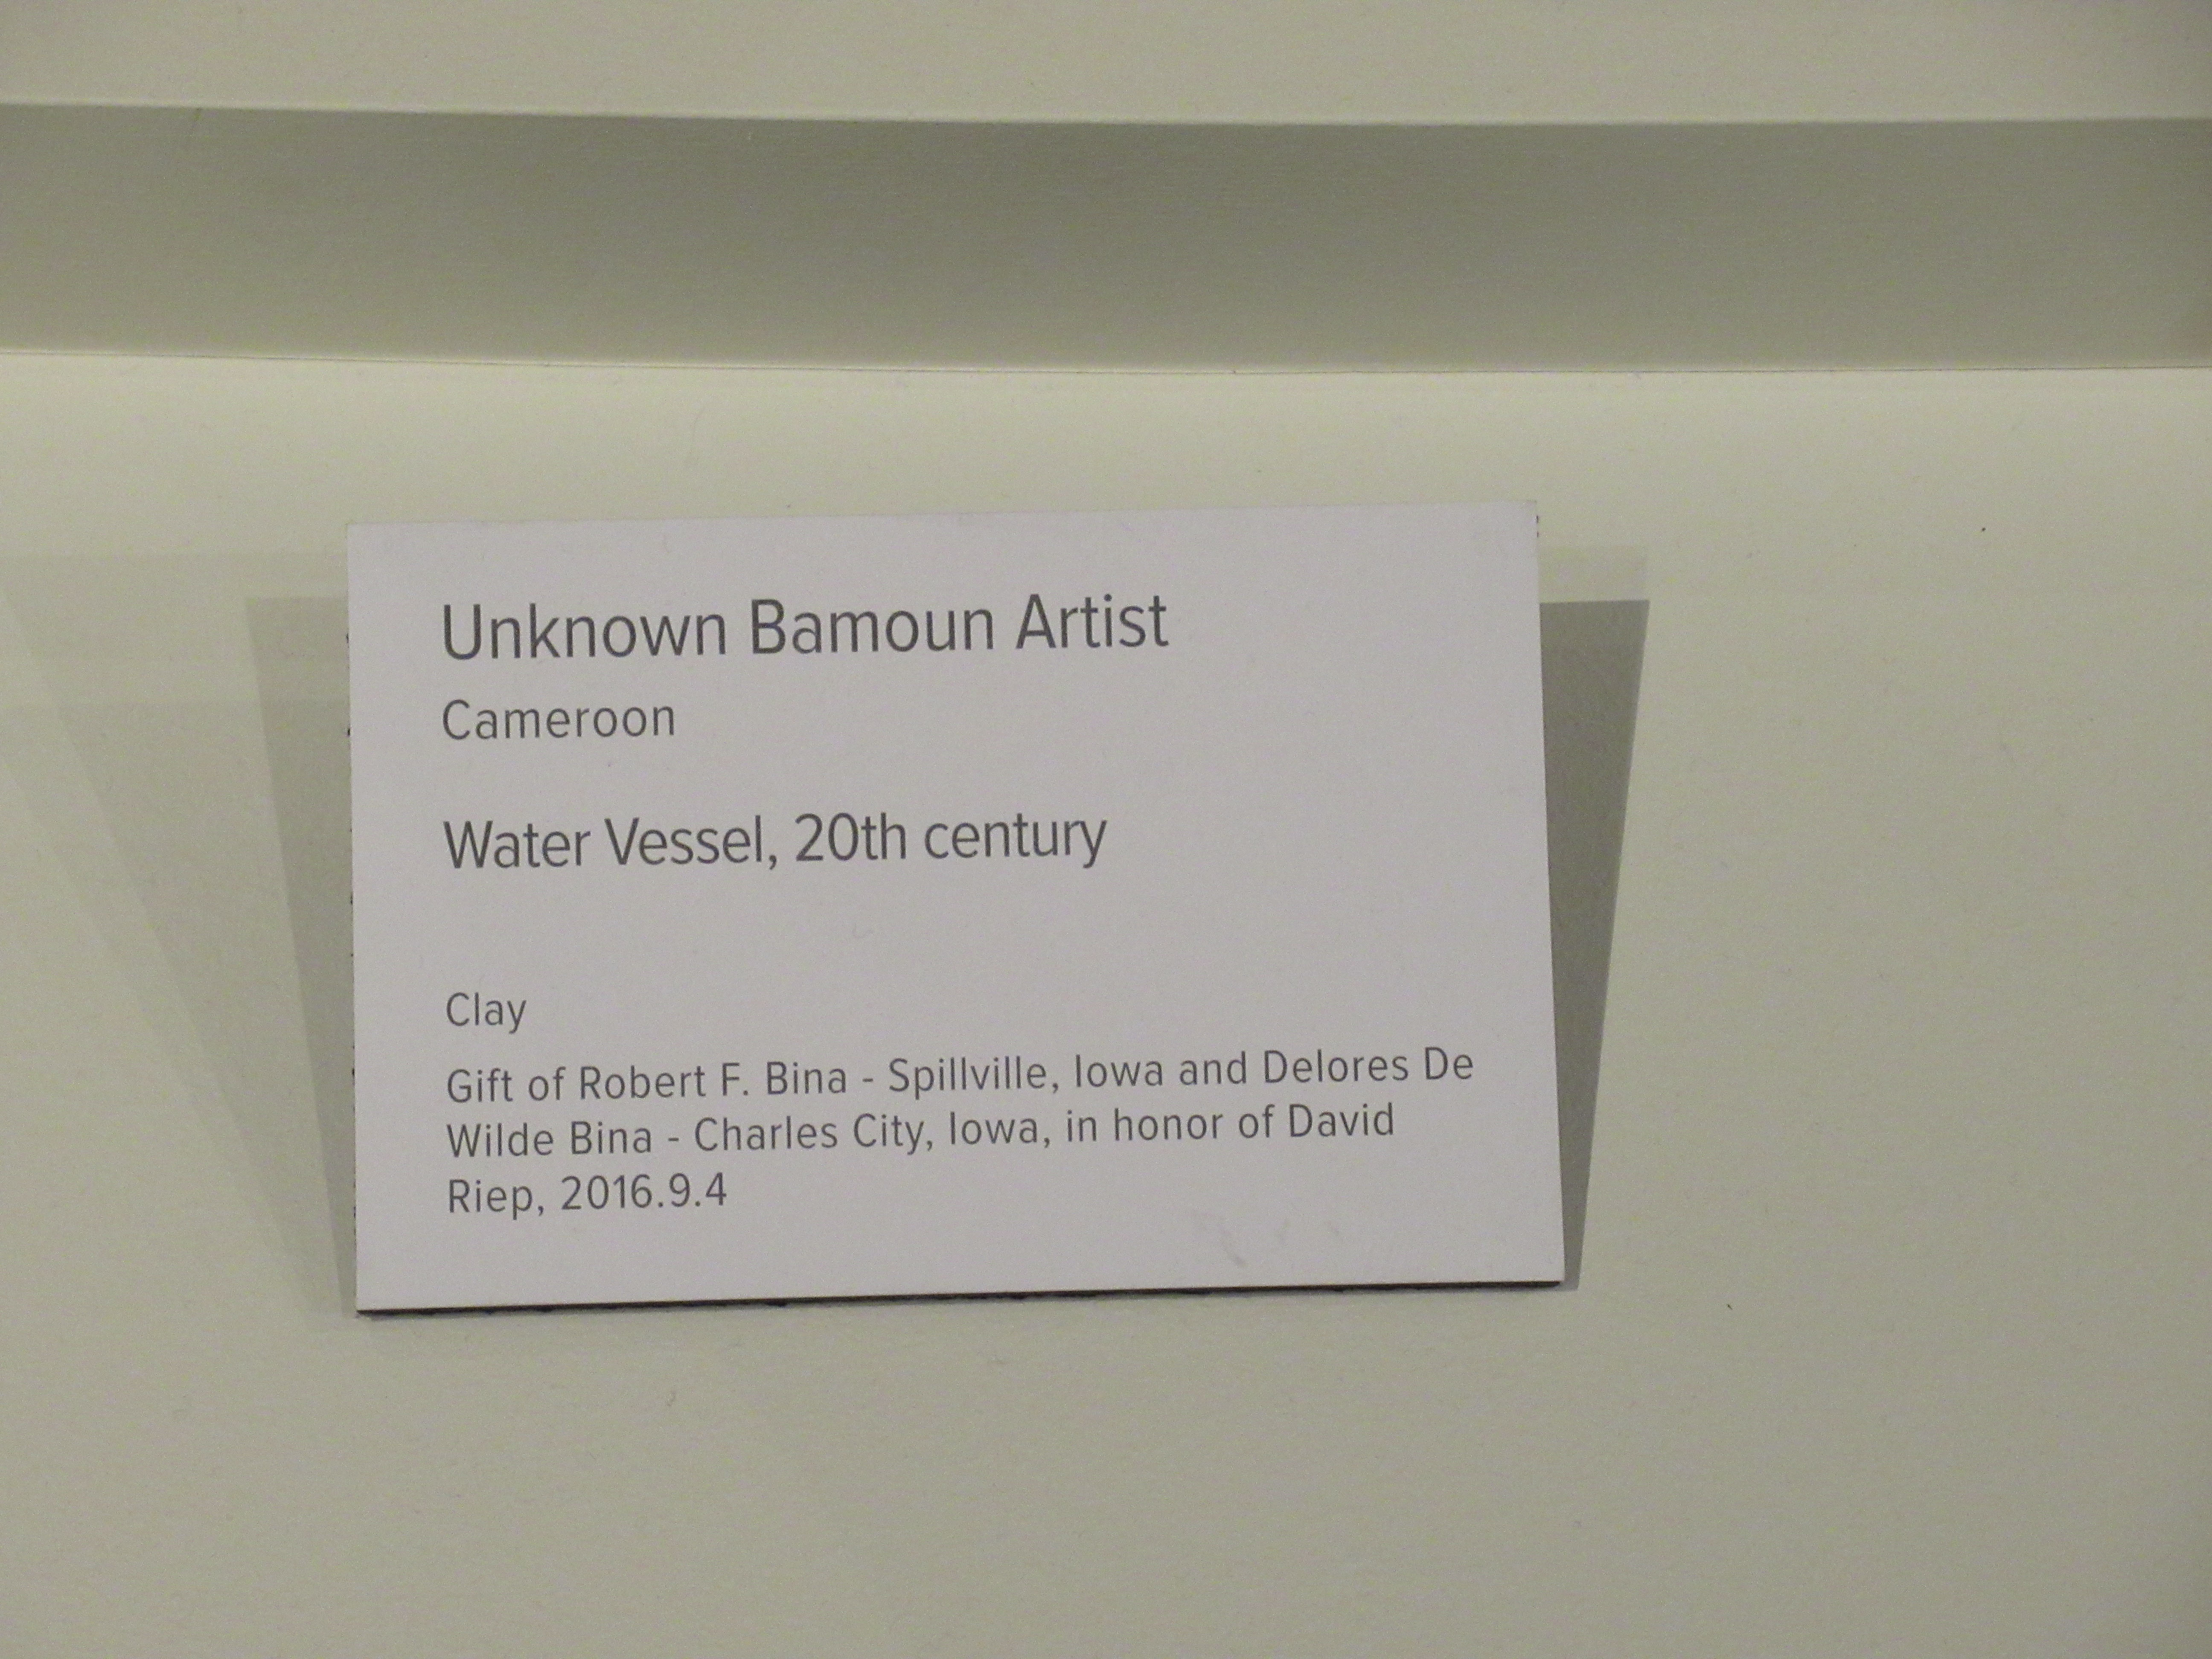 Unknown Bamoun Artist
Cameroon
Water Vessel, 20th century
Clay
Gift of Robert F. Bina - Spillville, Iowa and Delores De
Wilde Bina - Charles City, Iowa, in honor of David
Riep, 2016.9.4